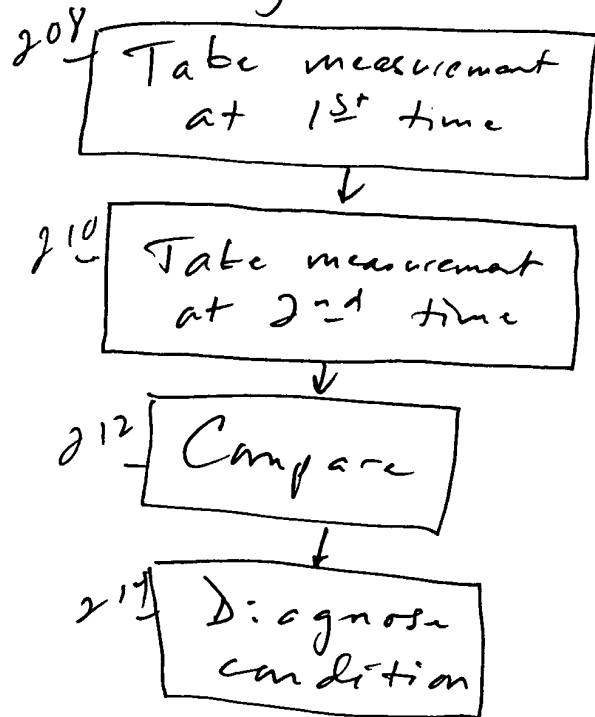 208
Take measurement
at 1st time
210
Take measurement
at 2nd time
212
Compare
214
Diagnose
condition